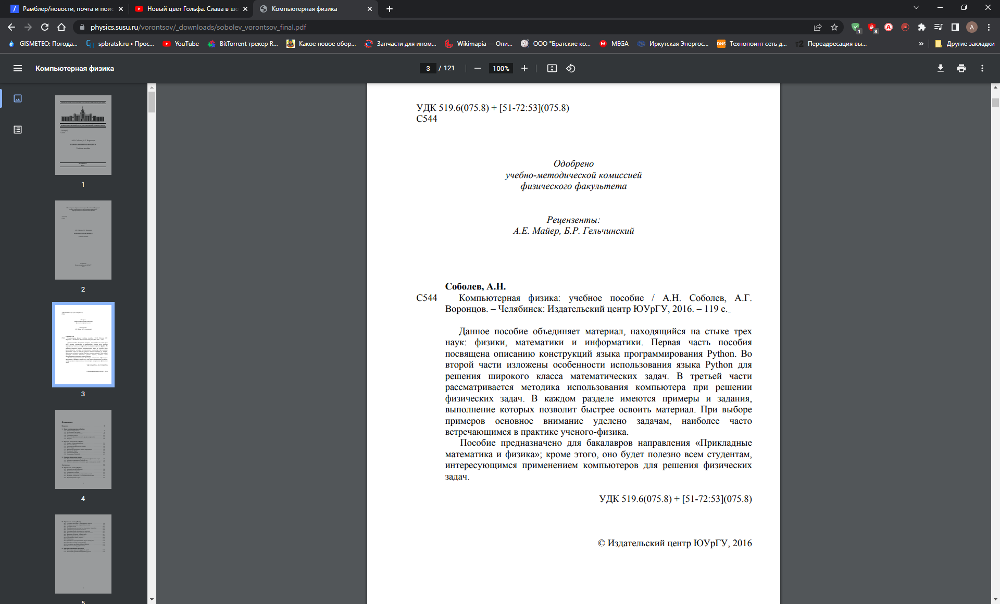 Рамблер/новости, почта и поис
Новый цвет Гольфа. Слава в шо
Компьютерная физика
physics.susu.ru/vorontsov/_downloads/sobolev_vorontsov_final.pdf
1
8
A
GISMETEO: Погода...
spbratsk.ru • Прос...
YouTube
BitTorrent трекер R...
Какое новое обор...
Запчасти для ином...
Wikimapia — Опи...
ООО "Братские ко...
MEGA
Иркутская Энергос...
DNS
Технопоинт сеть д...
Переадресация вы...
»
Другие закладки
Компьютерная физика
3 / 121
100%
1
2
3
4
5
УДК 519.6(075.8) + [51-72:53](075.8)
С544
Одобрено
учебно-методической комиссией
физического факультета
Рецензенты:
А.Е. Майер, Б.Р. Гельчинский
Соболев, А.Н.
С544 Компьютерная физика: учебное пособие / А.Н. Соболев, А.Г.
Воронцов. – Челябинск: Издательский центр ЮУрГУ, 2016. – 119 с.
Данное пособие объединяет материал, находящийся на стыке трех
наук: физики, математики и информатики. Первая часть пособия
посвящена описанию конструкций языка программирования Python. Во
второй части изложены особенности использования языка Python для
решения широкого класса математических задач. В третьей части
рассматривается методика использования компьютера при решении
физических задач. В каждом разделе имеются примеры и задания,
выполнение которых позволит быстрее освоить материал. При выборе
примеров основное внимание уделено задачам, наиболее часто
встречающимся в практике ученого-физика.
Пособие предназначено для бакалавров направления «Прикладные
математика и физика»; кроме этого, оно будет полезно всем студентам,
интересующимся применением компьютеров для решения физических
задач.
УДК 519.6(075.8) + [51-72:53](075.8)
© Издательский центр ЮУрГУ, 2016